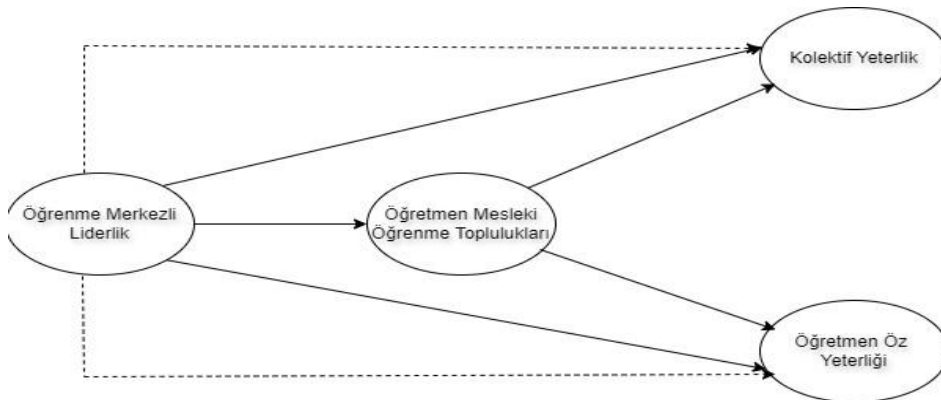 Kolektif Yeterlik
Öğrenme Merkezli
Liderlik
Öğretmen Mesleki
Öğrenme Toplulukları
Öğretmen Öz
Yeterliği